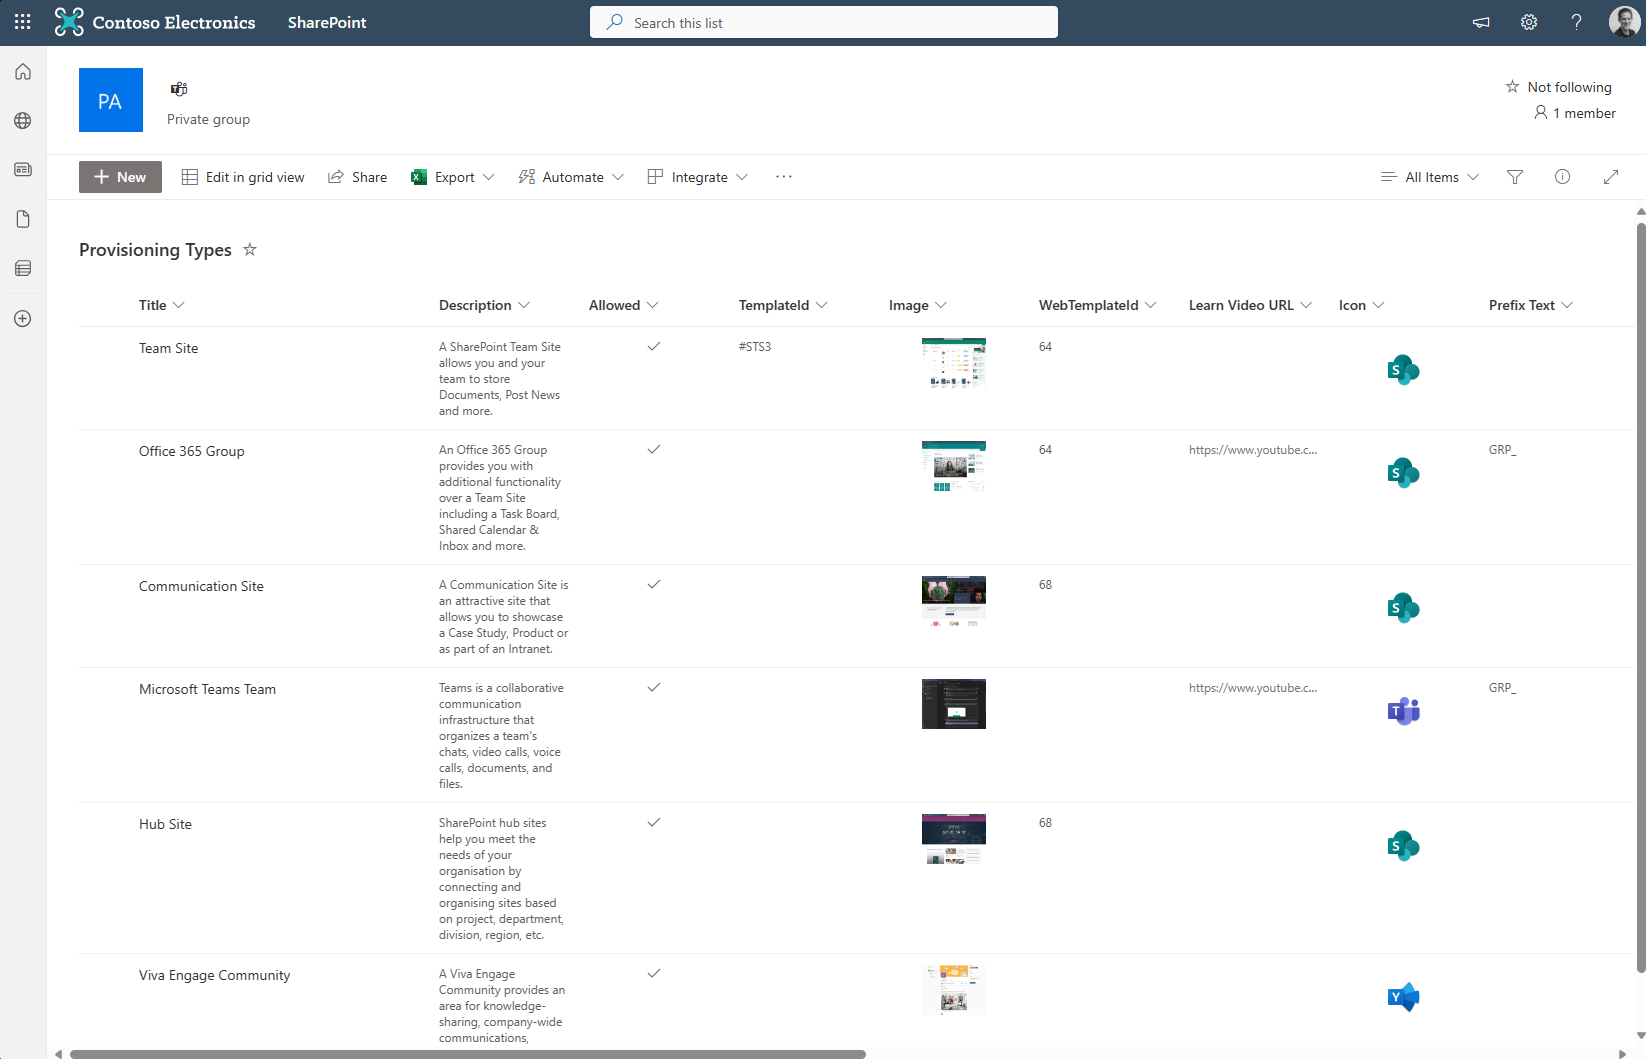 Contoso Electronics
SharePoint
Search this list
PA
Private group
Not following
1 member
New
Edit in grid view
Share
Export
Automate
Integrate
All Items
Provisioning Types
Title
Description
Allowed
TemplateId
Image
WebTemplateId
Learn Video URL
Icon
Prefix Text
Team Site
A SharePoint Team Site
allows you and your
team to store
Documents, Post News
and more.
#STS3
64
S
Office 365 Group
An Office 365 Group
provides you with
additional functionality
over a Team Site
including a Task Board,
Shared Calendar &
Inbox and more.
64
https://www.youtube.c...
S
GRP_
Communication Site
A Communication Site is
an attractive site that
allows you to showcase
a Case Study, Product or
as part of an Intranet.
68
S
Microsoft Teams Team
Teams is a collaborative
communication
infrastructure that
organizes a team's
chats, video calls, voice
calls, documents, and
files.
https://www.youtube.c...
T
GRP_
Hub Site
SharePoint hub sites
help you meet the
needs of your
organisation by
connecting and
organising sites based
on project, department,
division, region, etc.
68
S
Viva Engage Community
A Viva Engage
Community provides an
area for knowledge-
sharing, company-wide
communications,
Y